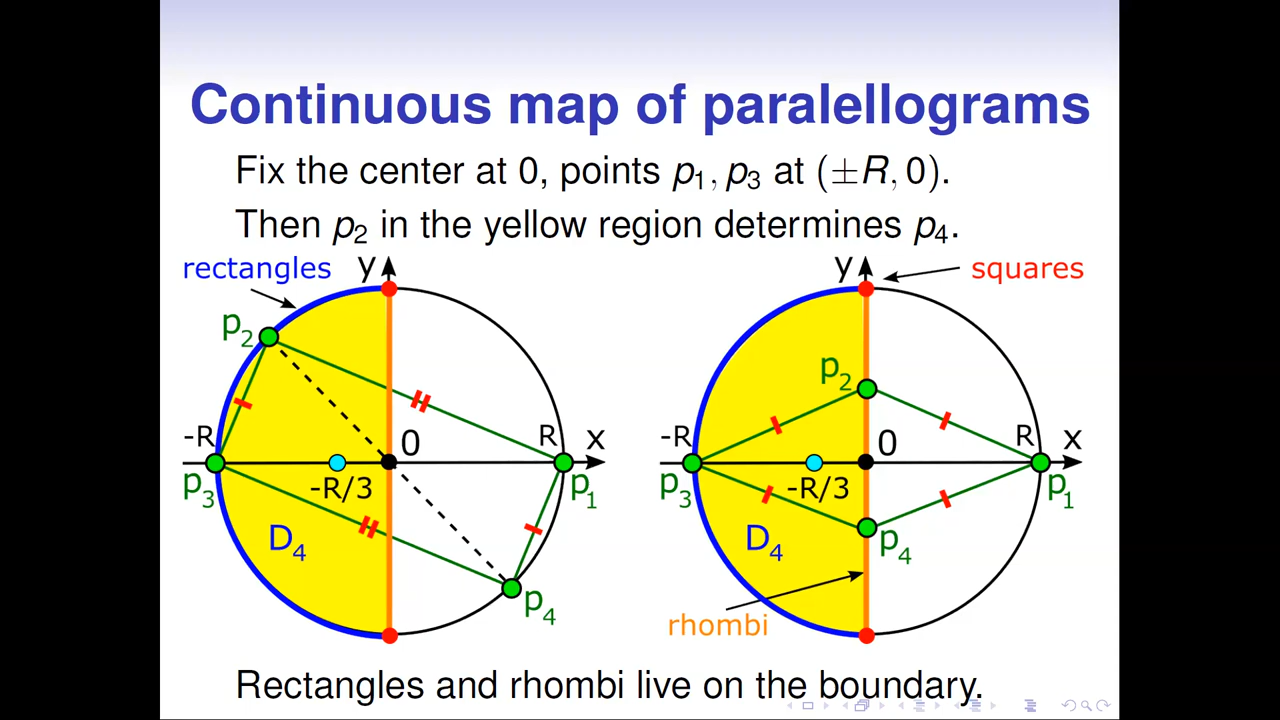 Continuous map of paralellograms
Fix the center at 0, points p₁, p₃ at (±R, 0).
Then p₂ in the yellow region determines p₄.
rectangles
y
p₂
-R
0
R
x
p₃
-R/3
p₁
D₄
p₄
y
squares
p₂
-R
0
R
x
p₃
-R/3
p₁
D₄
p₄
rhombi
Rectangles and rhombi live on the boundary.